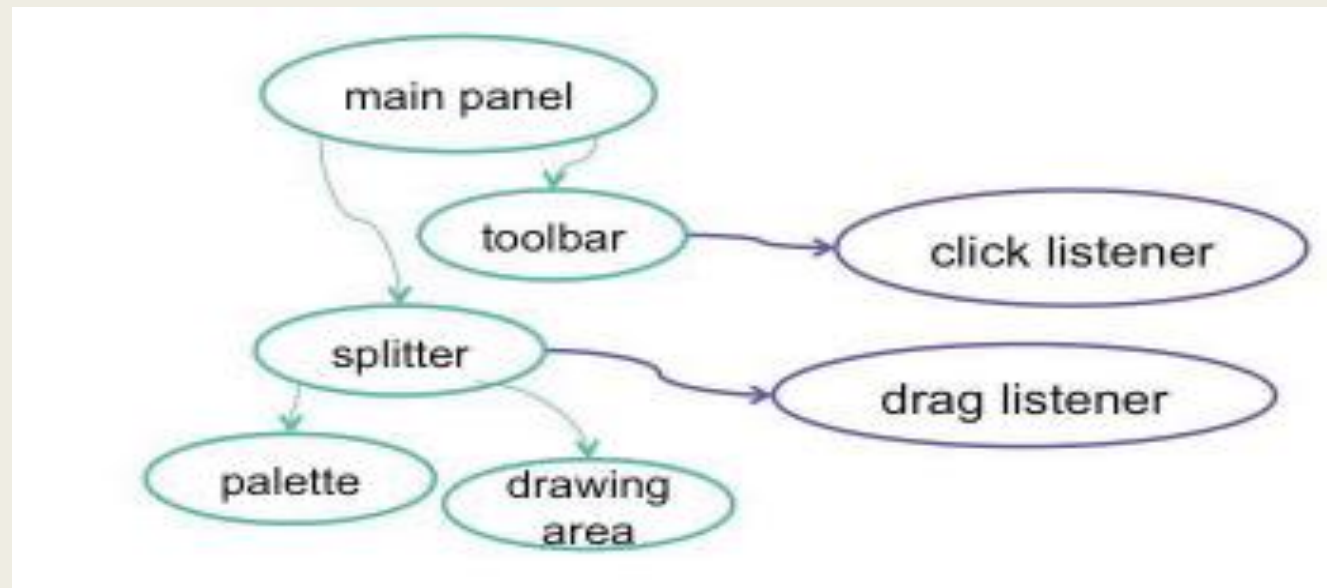 main panel
toolbar
click listener
splitter
drag listener
palette
drawing
area